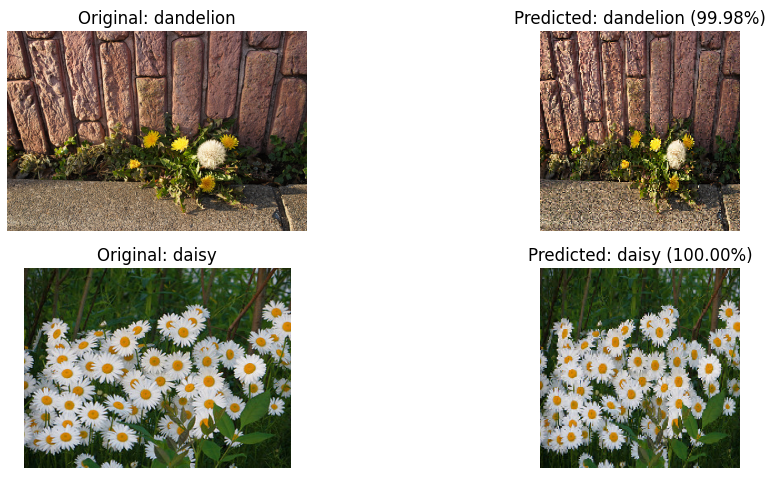 Original: dandelion
Predicted: dandelion (99.98%)
Original: daisy
Predicted: daisy (100.00%)